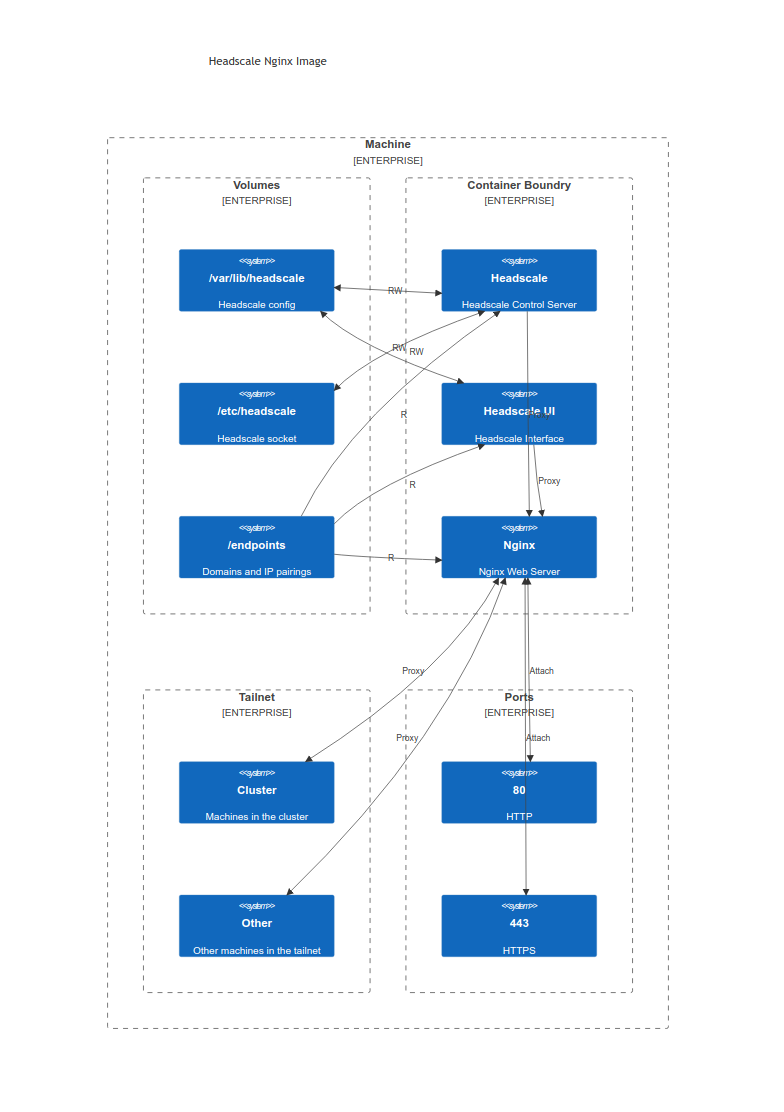 Headscale Nginx Image
Machine
[ENTERPRISE]
Volumes
[ENTERPRISE]
Container Boundry
[ENTERPRISE]
<<system>>
/var/lib/headscale
Headscale config
<<system>>
Headscale
Headscale Control Server
RW
RW
RW
<<system>>
/etc/headscale
Headscale socket
<<system>>
Headscale UI
Headscale Interface
R
R
Proxy
<<system>>
/endpoints
Domains and IP pairings
<<system>>
Nginx
Nginx Web Server
R
Proxy
Attach
Tailnet
[ENTERPRISE]
Ports
[ENTERPRISE]
Proxy
Attach
<<system>>
Cluster
Machines in the cluster
<<system>>
80
HTTP
<<system>>
Other
Other machines in the tailnet
<<system>>
443
HTTPS